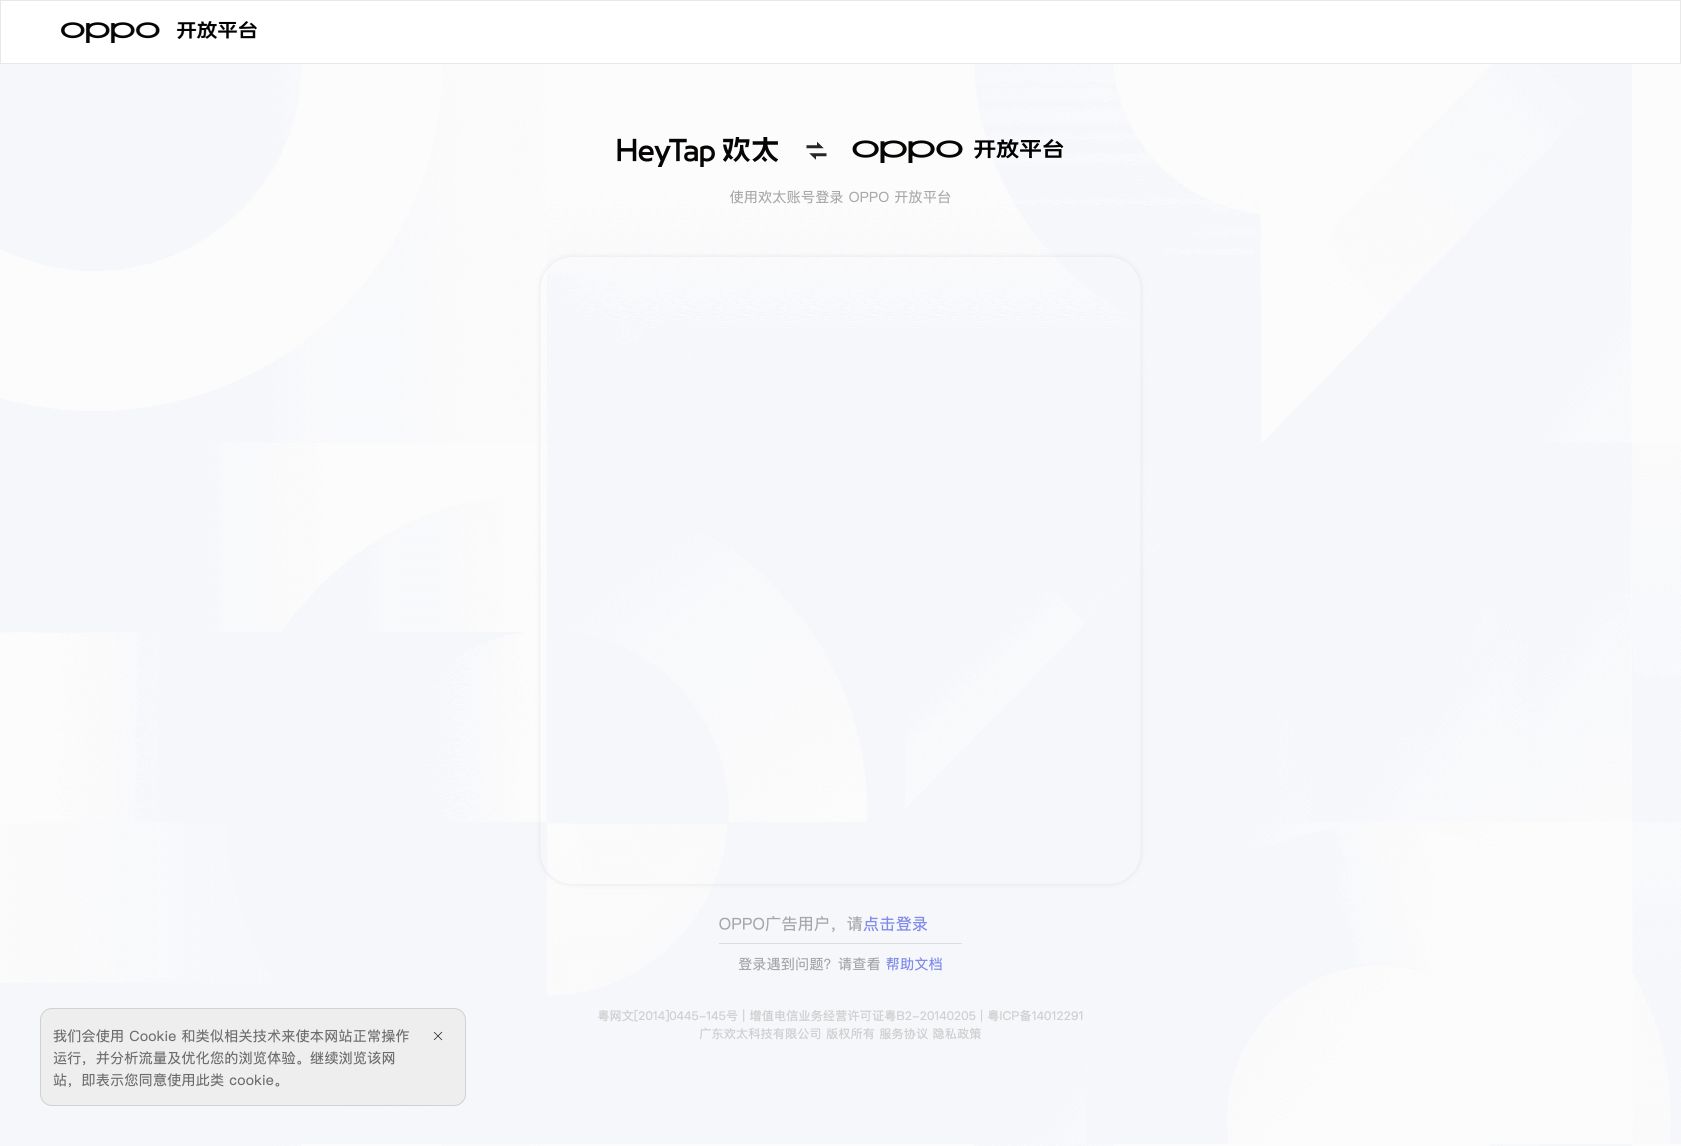 oppo 开放平台
HeyTap 欢太 oppo 开放平台
使用欢太账号登录 OPPO 开放平台
OPPO广告用户，请点击登录
登录遇到问题？请查看 帮助文档
粤网文[2014]0445-145号 | 增值电信业务经营许可证粤B2-20140205 | 粤ICP备14012291
广东欢太科技有限公司 版权所有 服务协议 隐私政策
我们会使用 Cookie 和类似相关技术来使本网站正常操作
运行，并分析流量及优化您的浏览体验。继续浏览该网
站，即表示您同意使用此类 cookie。